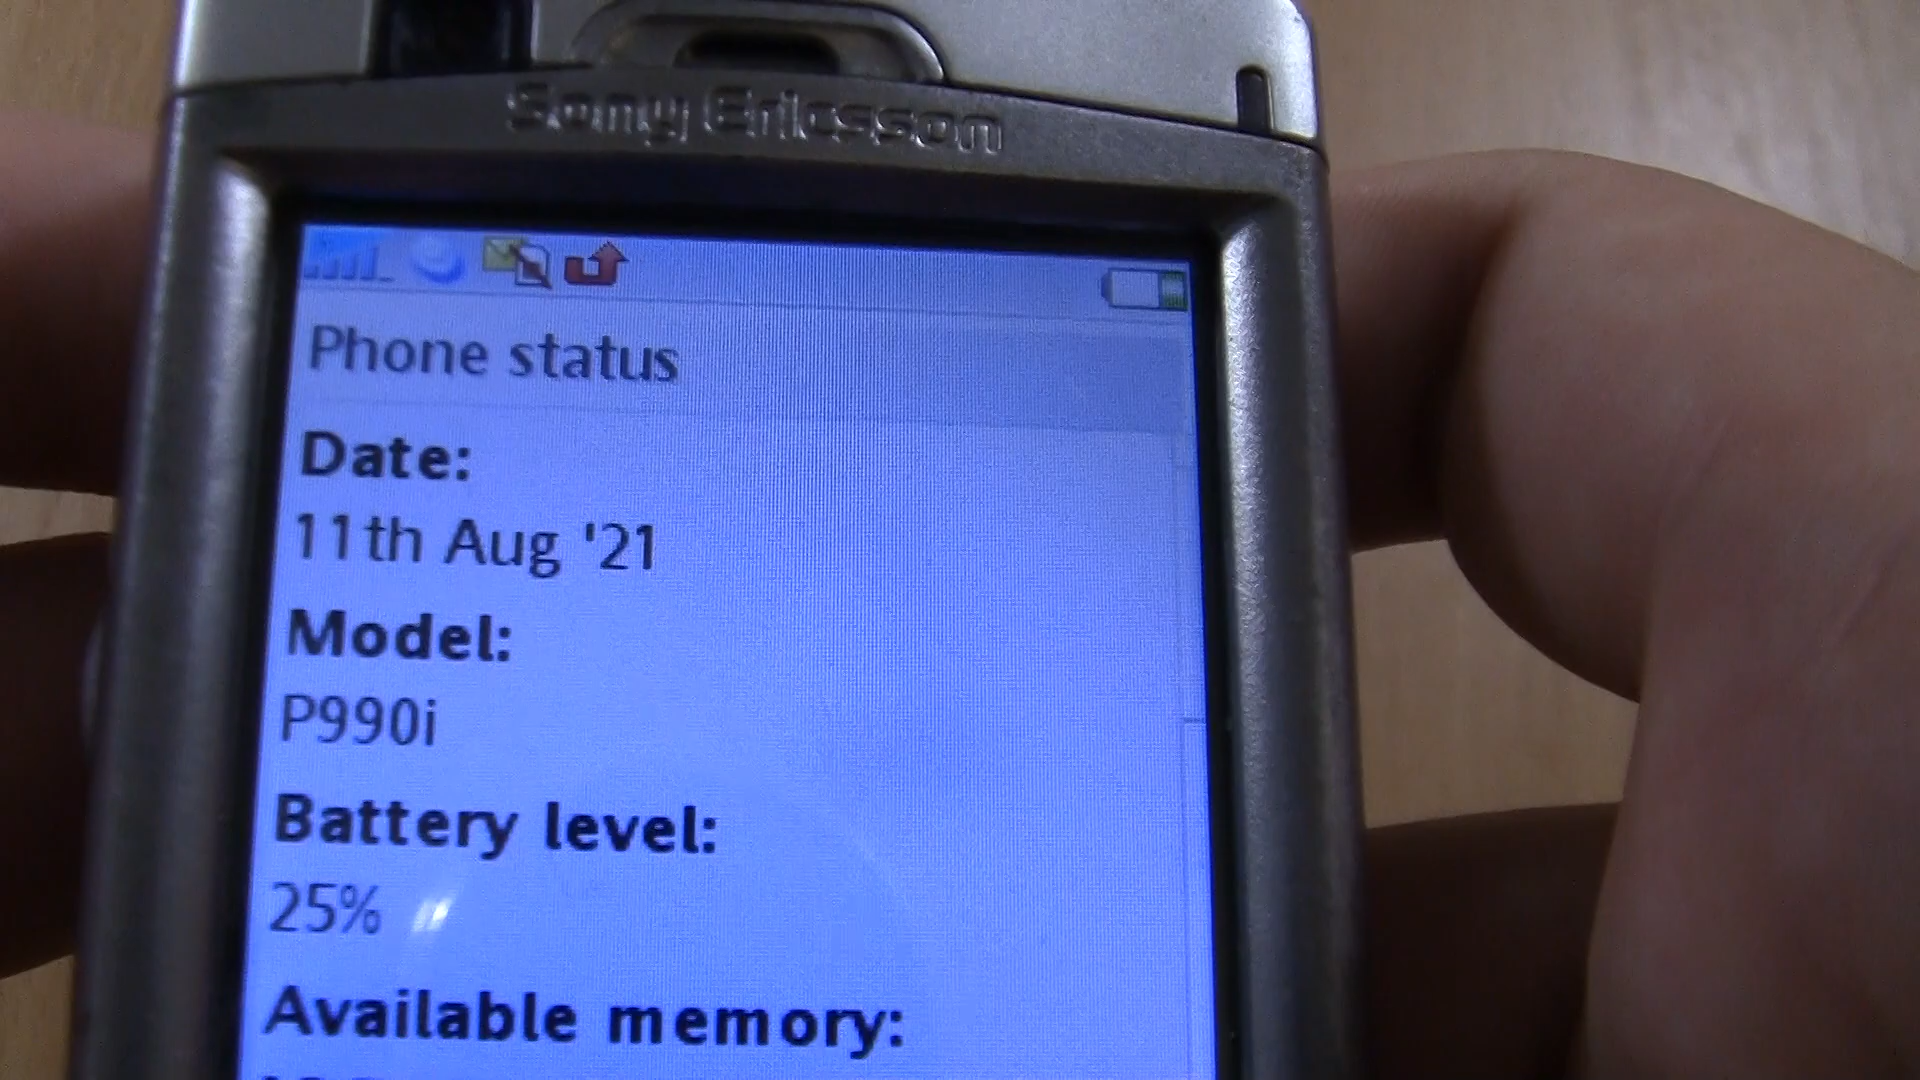 Sony Ericsson
Phone status
Date:
11th Aug '21
Model:
P990i
Battery level:
25%
Available memory: